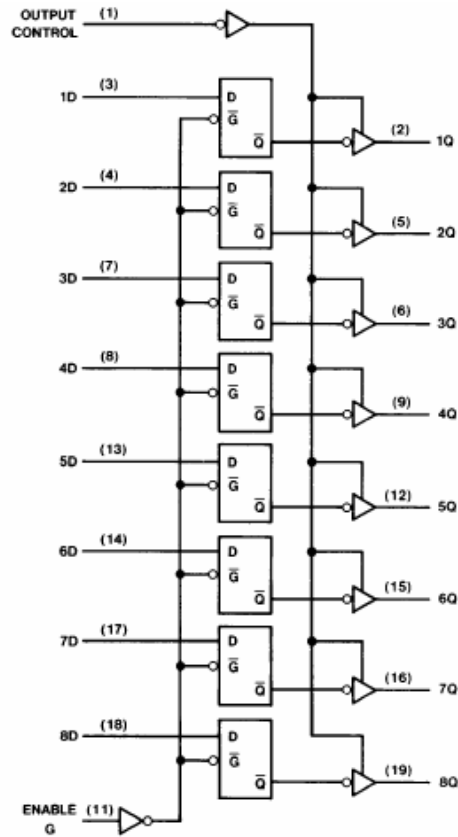 OUTPUT CONTROL (1)
1D (3) D
G̅
Q̅ (2) 1Q
2D (4) D
G̅
Q̅ (5) 2Q
3D (7) D
G̅
Q̅ (6) 3Q
4D (8) D
G̅
Q̅ (9) 4Q
5D (13) D
G̅
Q̅ (12) 5Q
6D (14) D
G̅
Q̅ (15) 6Q
7D (17) D
G̅
Q̅ (16) 7Q
8D (18) D
G̅
Q̅ (19) 8Q
ENABLE G (11)